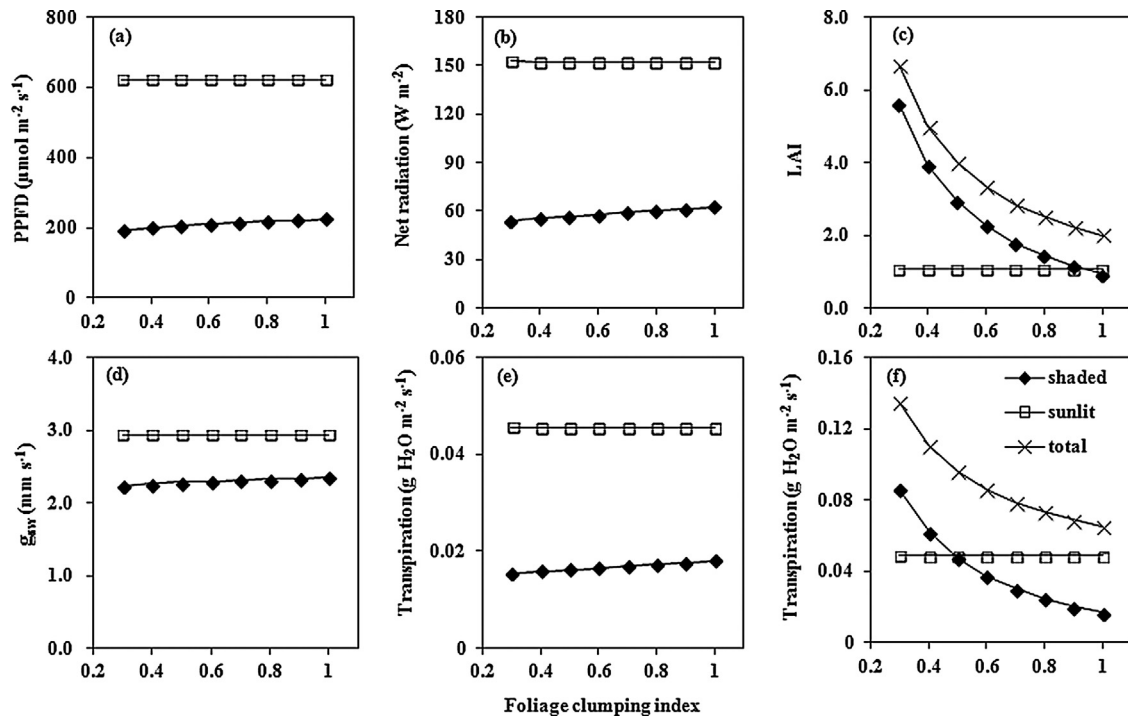 (a)
PPFD (µmol m⁻² s⁻¹)
800
600
400
200
0
0.2 0.4 0.6 0.8 1
(b)
Net radiation (W m⁻²)
180
150
120
90
60
30
0
0.2 0.4 0.6 0.8 1
(c)
LAI
8.0
6.0
4.0
2.0
0.0
0.2 0.4 0.6 0.8 1
(d)
gsw (mm s⁻¹)
4.0
3.0
2.0
1.0
0.0
0.2 0.4 0.6 0.8 1
(e)
Transpiration (g H₂O m⁻² s⁻¹)
0.06
0.04
0.02
0
0.2 0.4 0.6 0.8 1
(f)
Transpiration (g H₂O m⁻² s⁻¹)
0.16
0.12
0.08
0.04
0
0.2 0.4 0.6 0.8 1
shaded
sunlit
total
Foliage clumping index